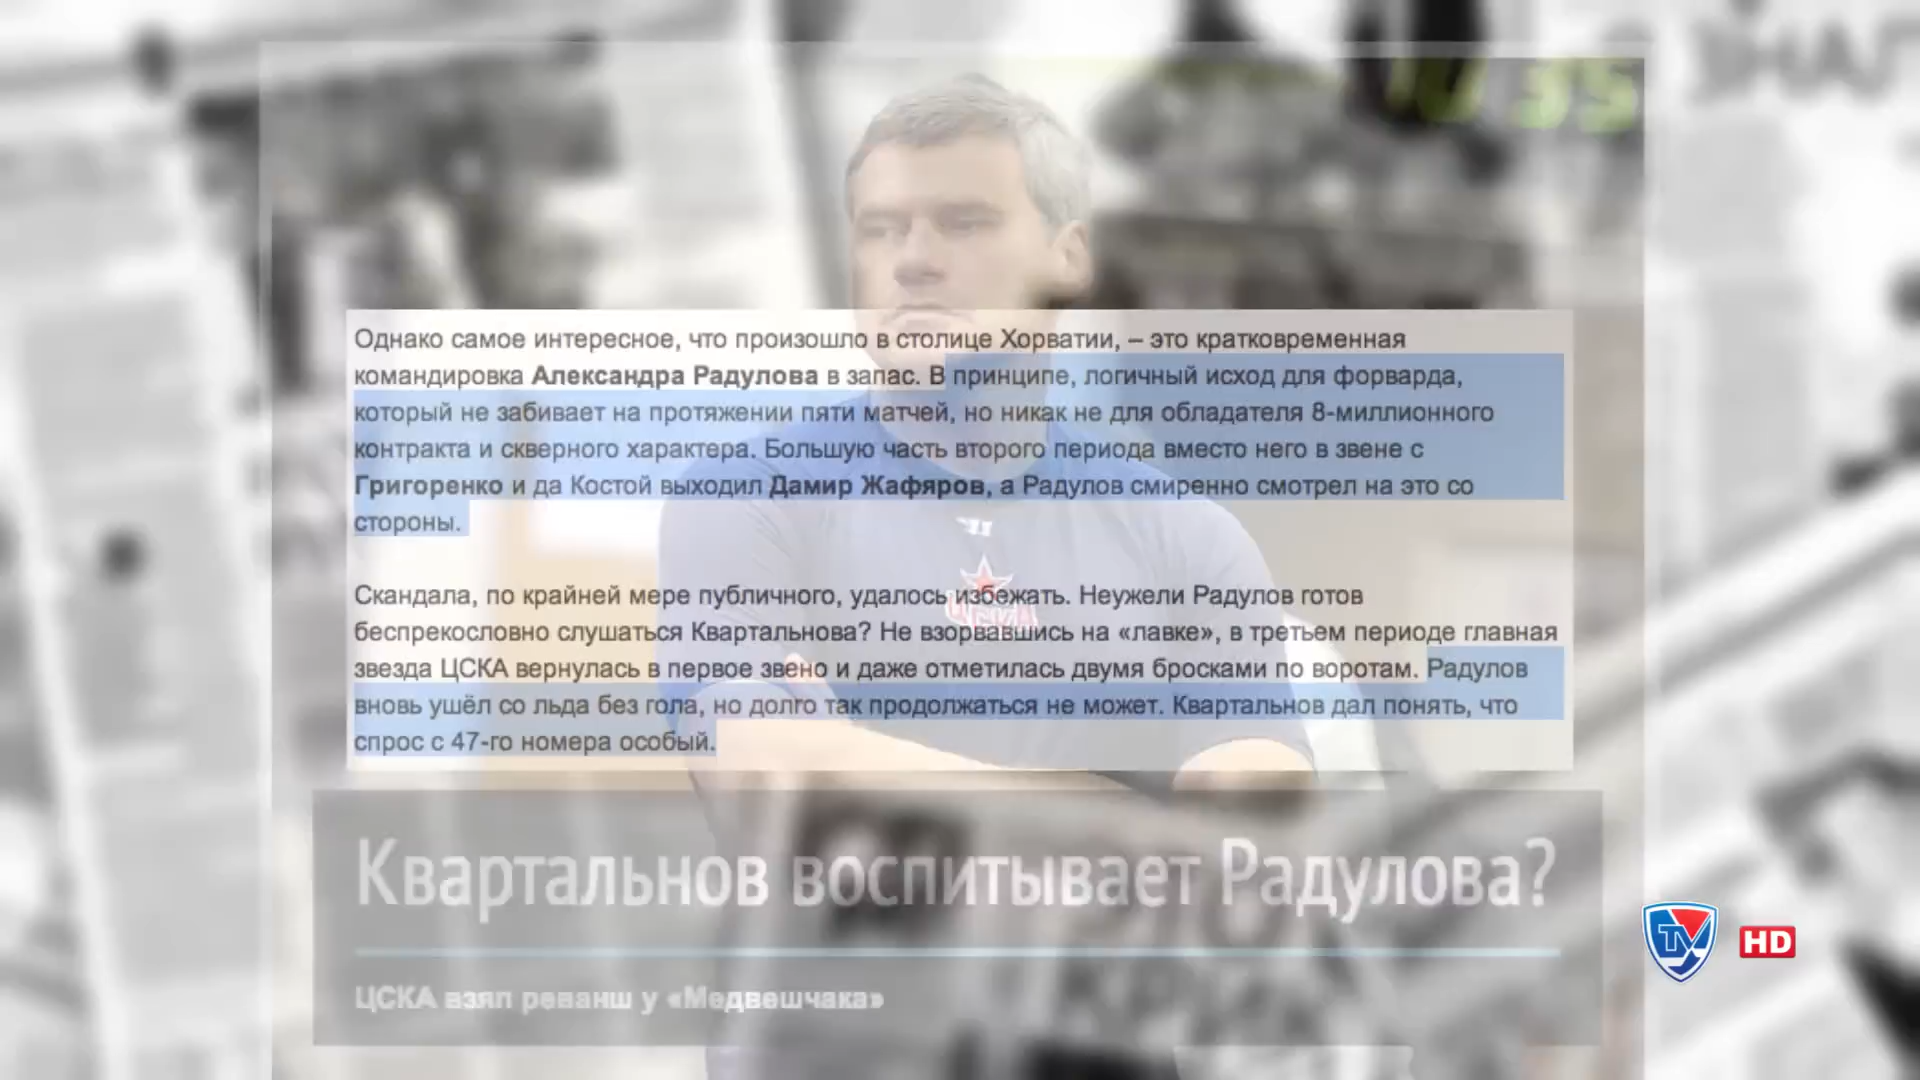 35
Однако самое интересное, что произошло в столице Хорватии, – это кратковременная
командировка Александра Радулова в запас. В принципе, логичный исход для форварда,
который не забивает на протяжении пяти матчей, но никак не для обладателя 8-миллионного
контракта и скверного характера. Большую часть второго периода вместо него в звене с
Григоренко и да Костой выходил Дамир Жафяров, а Радулов смиренно смотрел на это со
стороны.
Скандала, по крайней мере публичного, удалось избежать. Неужели Радулов готов
беспрекословно слушаться Квартальнова? Не взорвавшись на «лавке», в третьем периоде главная
звезда ЦСКА вернулась в первое звено и даже отметилась двумя бросками по воротам. Радулов
вновь ушёл со льда без гола, но долго так продолжаться не может. Квартальнов дал понять, что
спрос с 47-го номера особый.
ЦСКА
Квартальнов воспитывает Радулова?
ЦСКА взял реванш у «Медвешчака»
TV HD